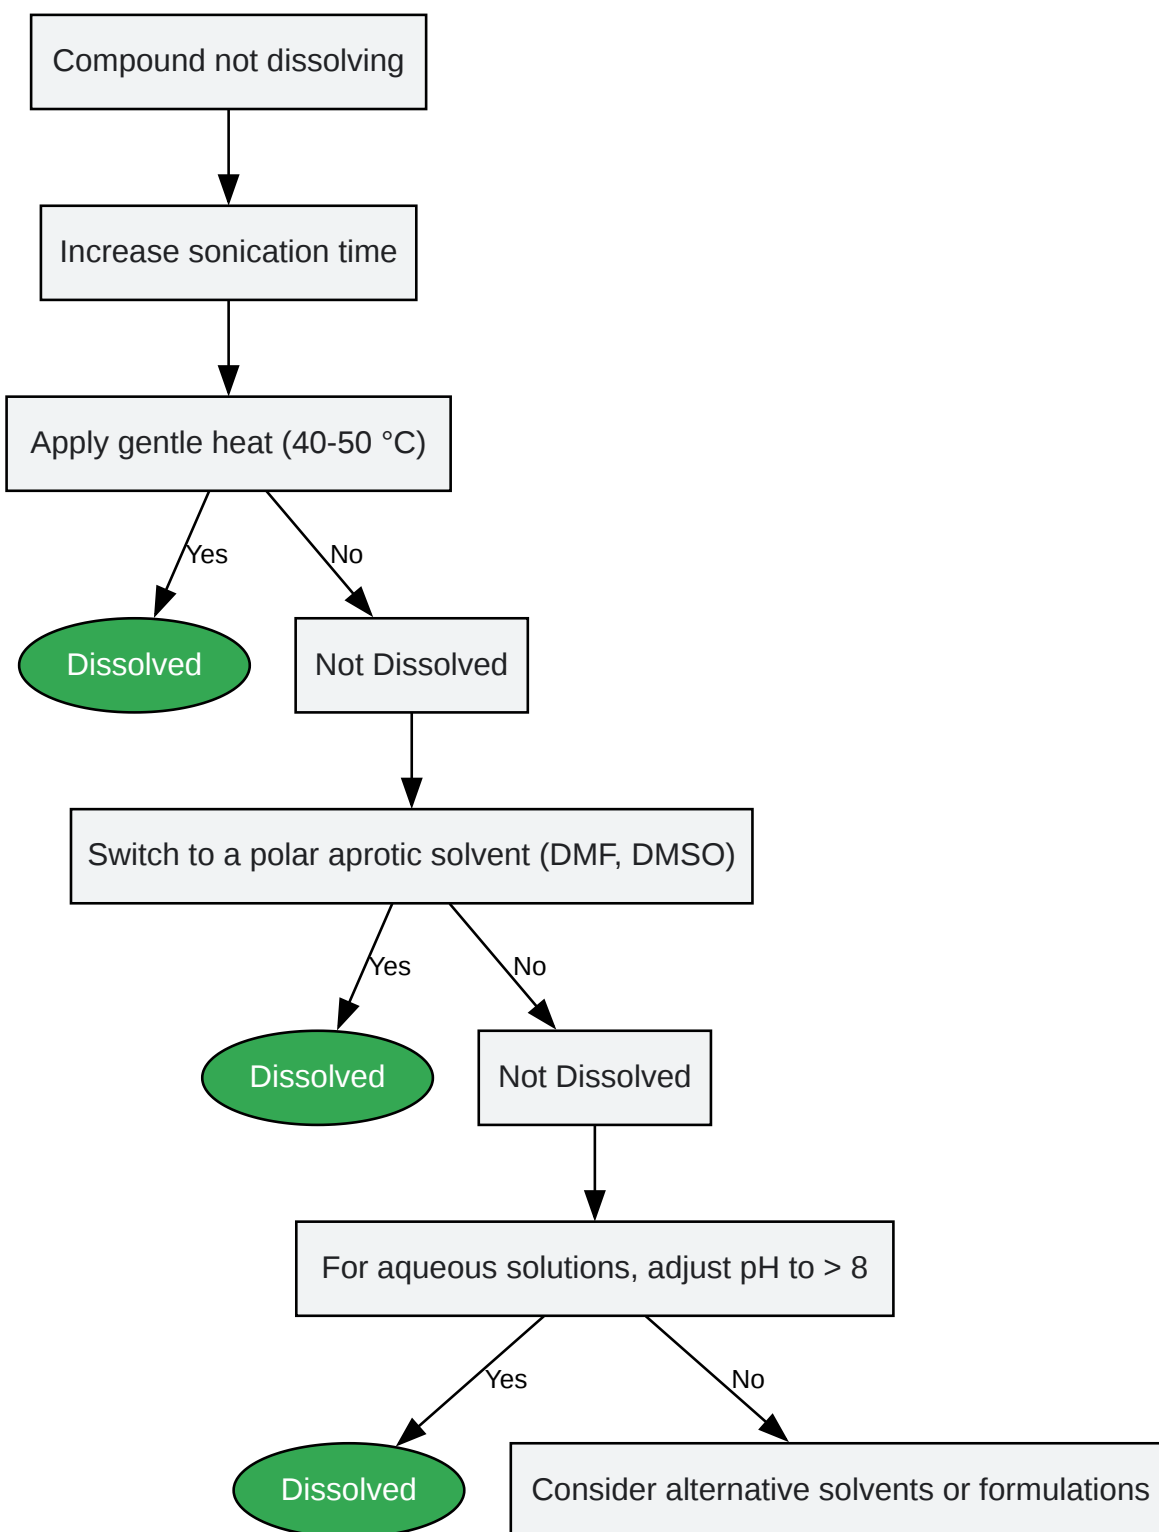 Compound not dissolving
Increase sonication time
Apply gentle heat (40-50 °C)
Yes
No
Dissolved
Not Dissolved
Switch to a polar aprotic solvent (DMF, DMSO)
Yes
No
Dissolved
Not Dissolved
For aqueous solutions, adjust pH to > 8
Yes
No
Dissolved
Consider alternative solvents or formulations